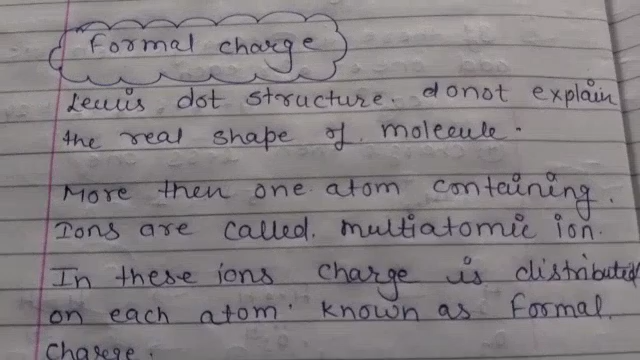 Formal charge
Lewis dot structure. donot explain
the real shape of molecule.
More then one atom containing.
Ions are called. multiatomic ion.
In these ions charge is distributed
on each atom. known as Formal.
Charge.